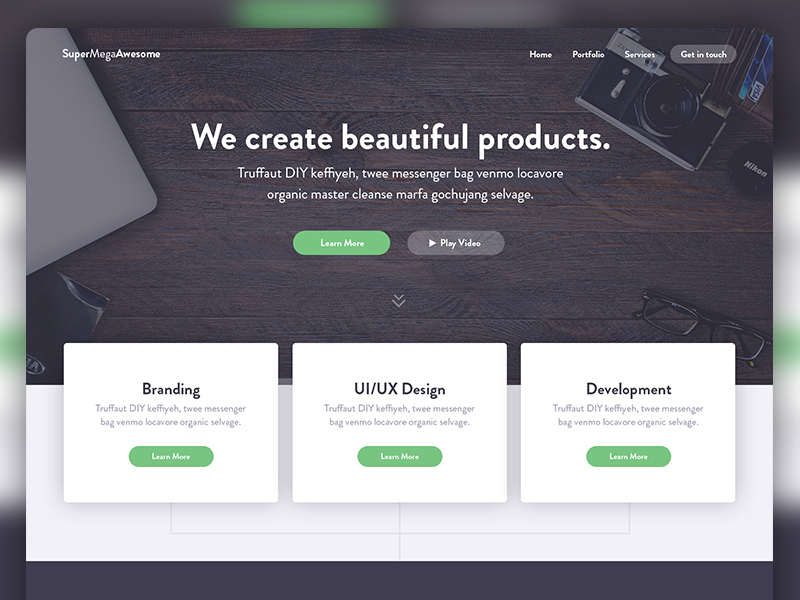 SuperMegaAwesome
Home Portfolio Services Get in touch
VISA
Nikon
We create beautiful products.
Truffaut DIY keffiyeh, twee messenger bag venmo locavore
organic master cleanse marfa gochujang selvage.
Learn More Play Video
Branding
Truffaut DIY keffiyeh, twee messenger
bag venmo locavore organic selvage.
Learn More
UI/UX Design
Truffaut DIY keffiyeh, twee messenger
bag venmo locavore organic selvage.
Learn More
Development
Truffaut DIY keffiyeh, twee messenger
bag venmo locavore organic selvage.
Learn More